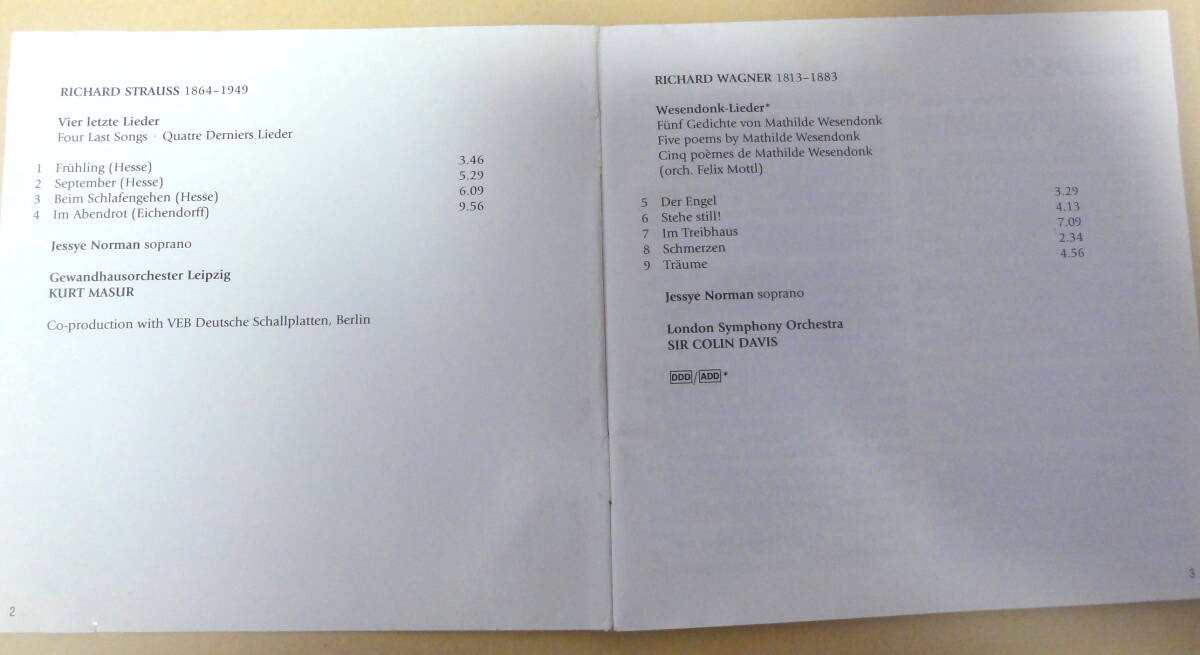 RICHARD STRAUSS 1864–1949
Vier letzte Lieder
Four Last Songs · Quatre Derniers Lieder
1 Frühling (Hesse) 3.46
2 September (Hesse) 5.29
3 Beim Schlafengehen (Hesse) 6.09
4 Im Abendrot (Eichendorff) 9.56
Jessye Norman soprano
Gewandhausorchester Leipzig
KURT MASUR
Co-production with VEB Deutsche Schallplatten, Berlin
2
RICHARD WAGNER 1813–1883
Wesendonk-Lieder*
Fünf Gedichte von Mathilde Wesendonk
Five poems by Mathilde Wesendonk
Cinq poèmes de Mathilde Wesendonk
(orch. Felix Mottl)
5 Der Engel 3.29
6 Stehe still! 4.13
7 Im Treibhaus 7.09
8 Schmerzen 2.34
9 Träume 4.56
Jessye Norman soprano
London Symphony Orchestra
SIR COLIN DAVIS
DDD/ADD*
3